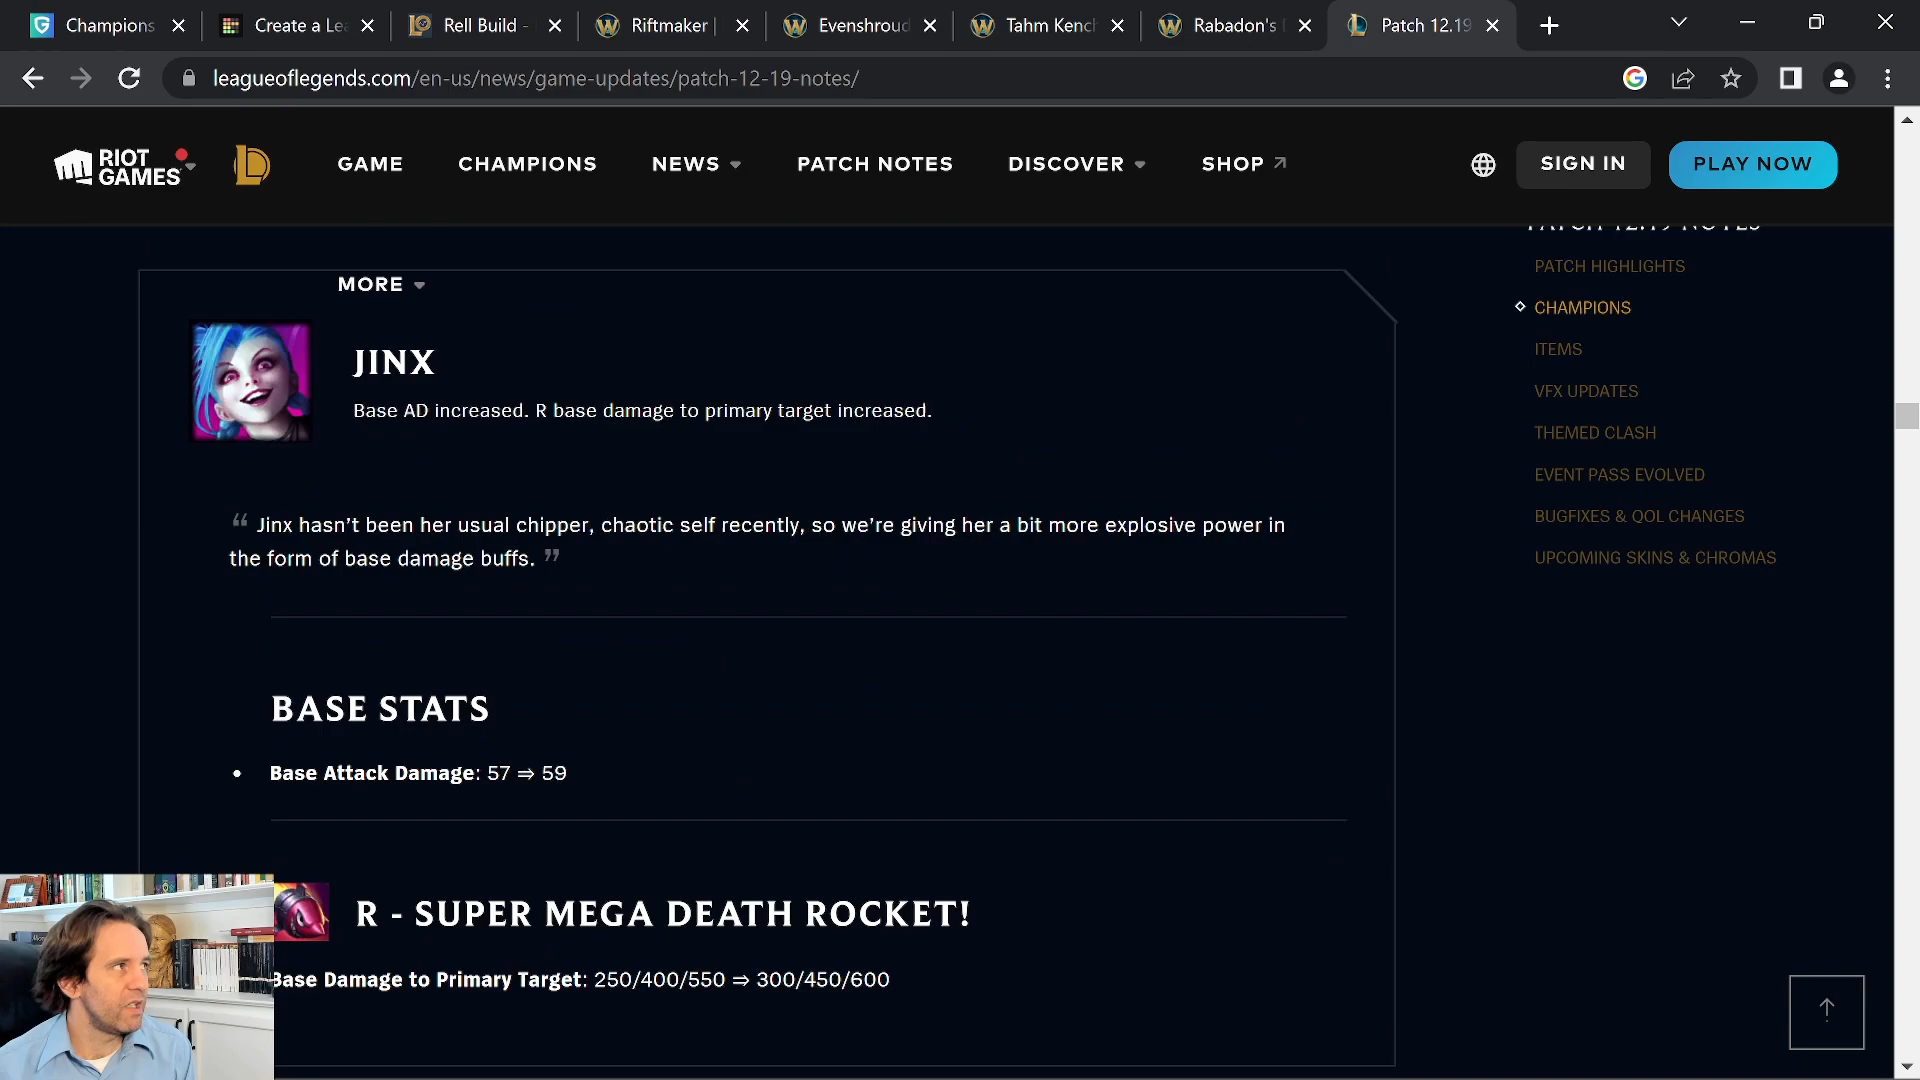 Champions
Create a Le
Rell Build -
Riftmaker |
Evenshroud
Tahm Kench
Rabadon's
Patch 12.19
leagueoflegends.com/en-us/news/game-updates/patch-12-19-notes/
RIOT GAMES
GAME
CHAMPIONS
NEWS
PATCH NOTES
DISCOVER
SHOP
SIGN IN
PLAY NOW
MORE
PATCH 12.19 NOTES
PATCH HIGHLIGHTS
CHAMPIONS
ITEMS
VFX UPDATES
THEMED CLASH
EVENT PASS EVOLVED
BUGFIXES & QOL CHANGES
UPCOMING SKINS & CHROMAS
JINX
Base AD increased. R base damage to primary target increased.
“ Jinx hasn’t been her usual chipper, chaotic self recently, so we’re giving her a bit more explosive power in
the form of base damage buffs. ”
BASE STATS
• Base Attack Damage: 57 ⇒ 59
R - SUPER MEGA DEATH ROCKET!
Base Damage to Primary Target: 250/400/550 ⇒ 300/450/600